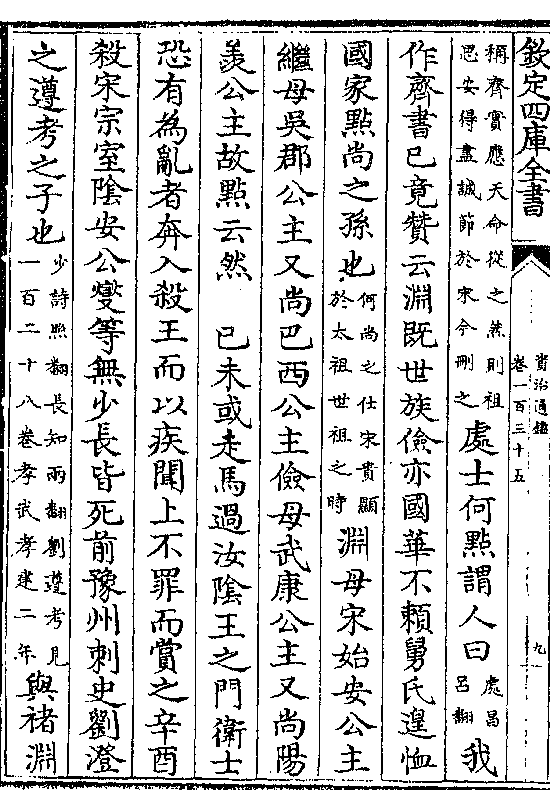 欽定四庫全書
資治通鑑
卷一百三十五
九
稱齊實應天命從之然則祖
思安得盡誠節於宋今刪之
處士何點謂人曰
處昌
呂翻
我
作齊書已竟贊云淵既世族儉亦國華不賴舅氏遑恤
國家點尚之孫也
何尚之仕宋貴顯
於太祖世祖之時
淵母宋始安公主
繼母吳郡公主又尚巴西公主儉母武康公主又尚陽
羨公主故點云然 己未或走馬過汝陰王之門衛士
恐有為亂者奔入殺王而以疾聞上不罪而賞之辛酉
殺宋宗室陰安公燮等無少長皆死前豫州刺史劉澄
之遵考之子也
少詩照翻長知兩翻劉遵考見
一百二十八卷孝武孝建二年
與褚淵